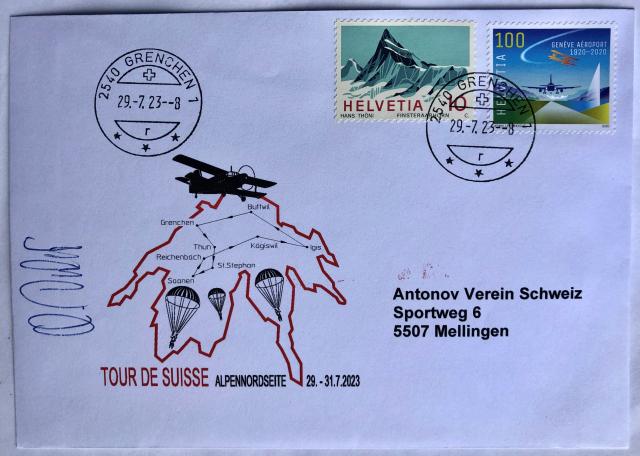 HELVETIA 10
HANS THÖNI FINSTERAARHORN C.
100 GENÈVE AÉROPORT
1920-2020
HELVETIA
2540 GRENCHEN 1
29.-7. 23--8
r
2540 GRENCHEN 1
29.-7. 23--8
r
Buttwil
Grenchen
Thun
Kägiswil
Igis
Reichenbach
St.Stephan
Saanen
TOUR DE SUISSE ALPENNORDSEITE 29. - 31.7.2023
Antonov Verein Schweiz
Sportweg 6
5507 Mellingen